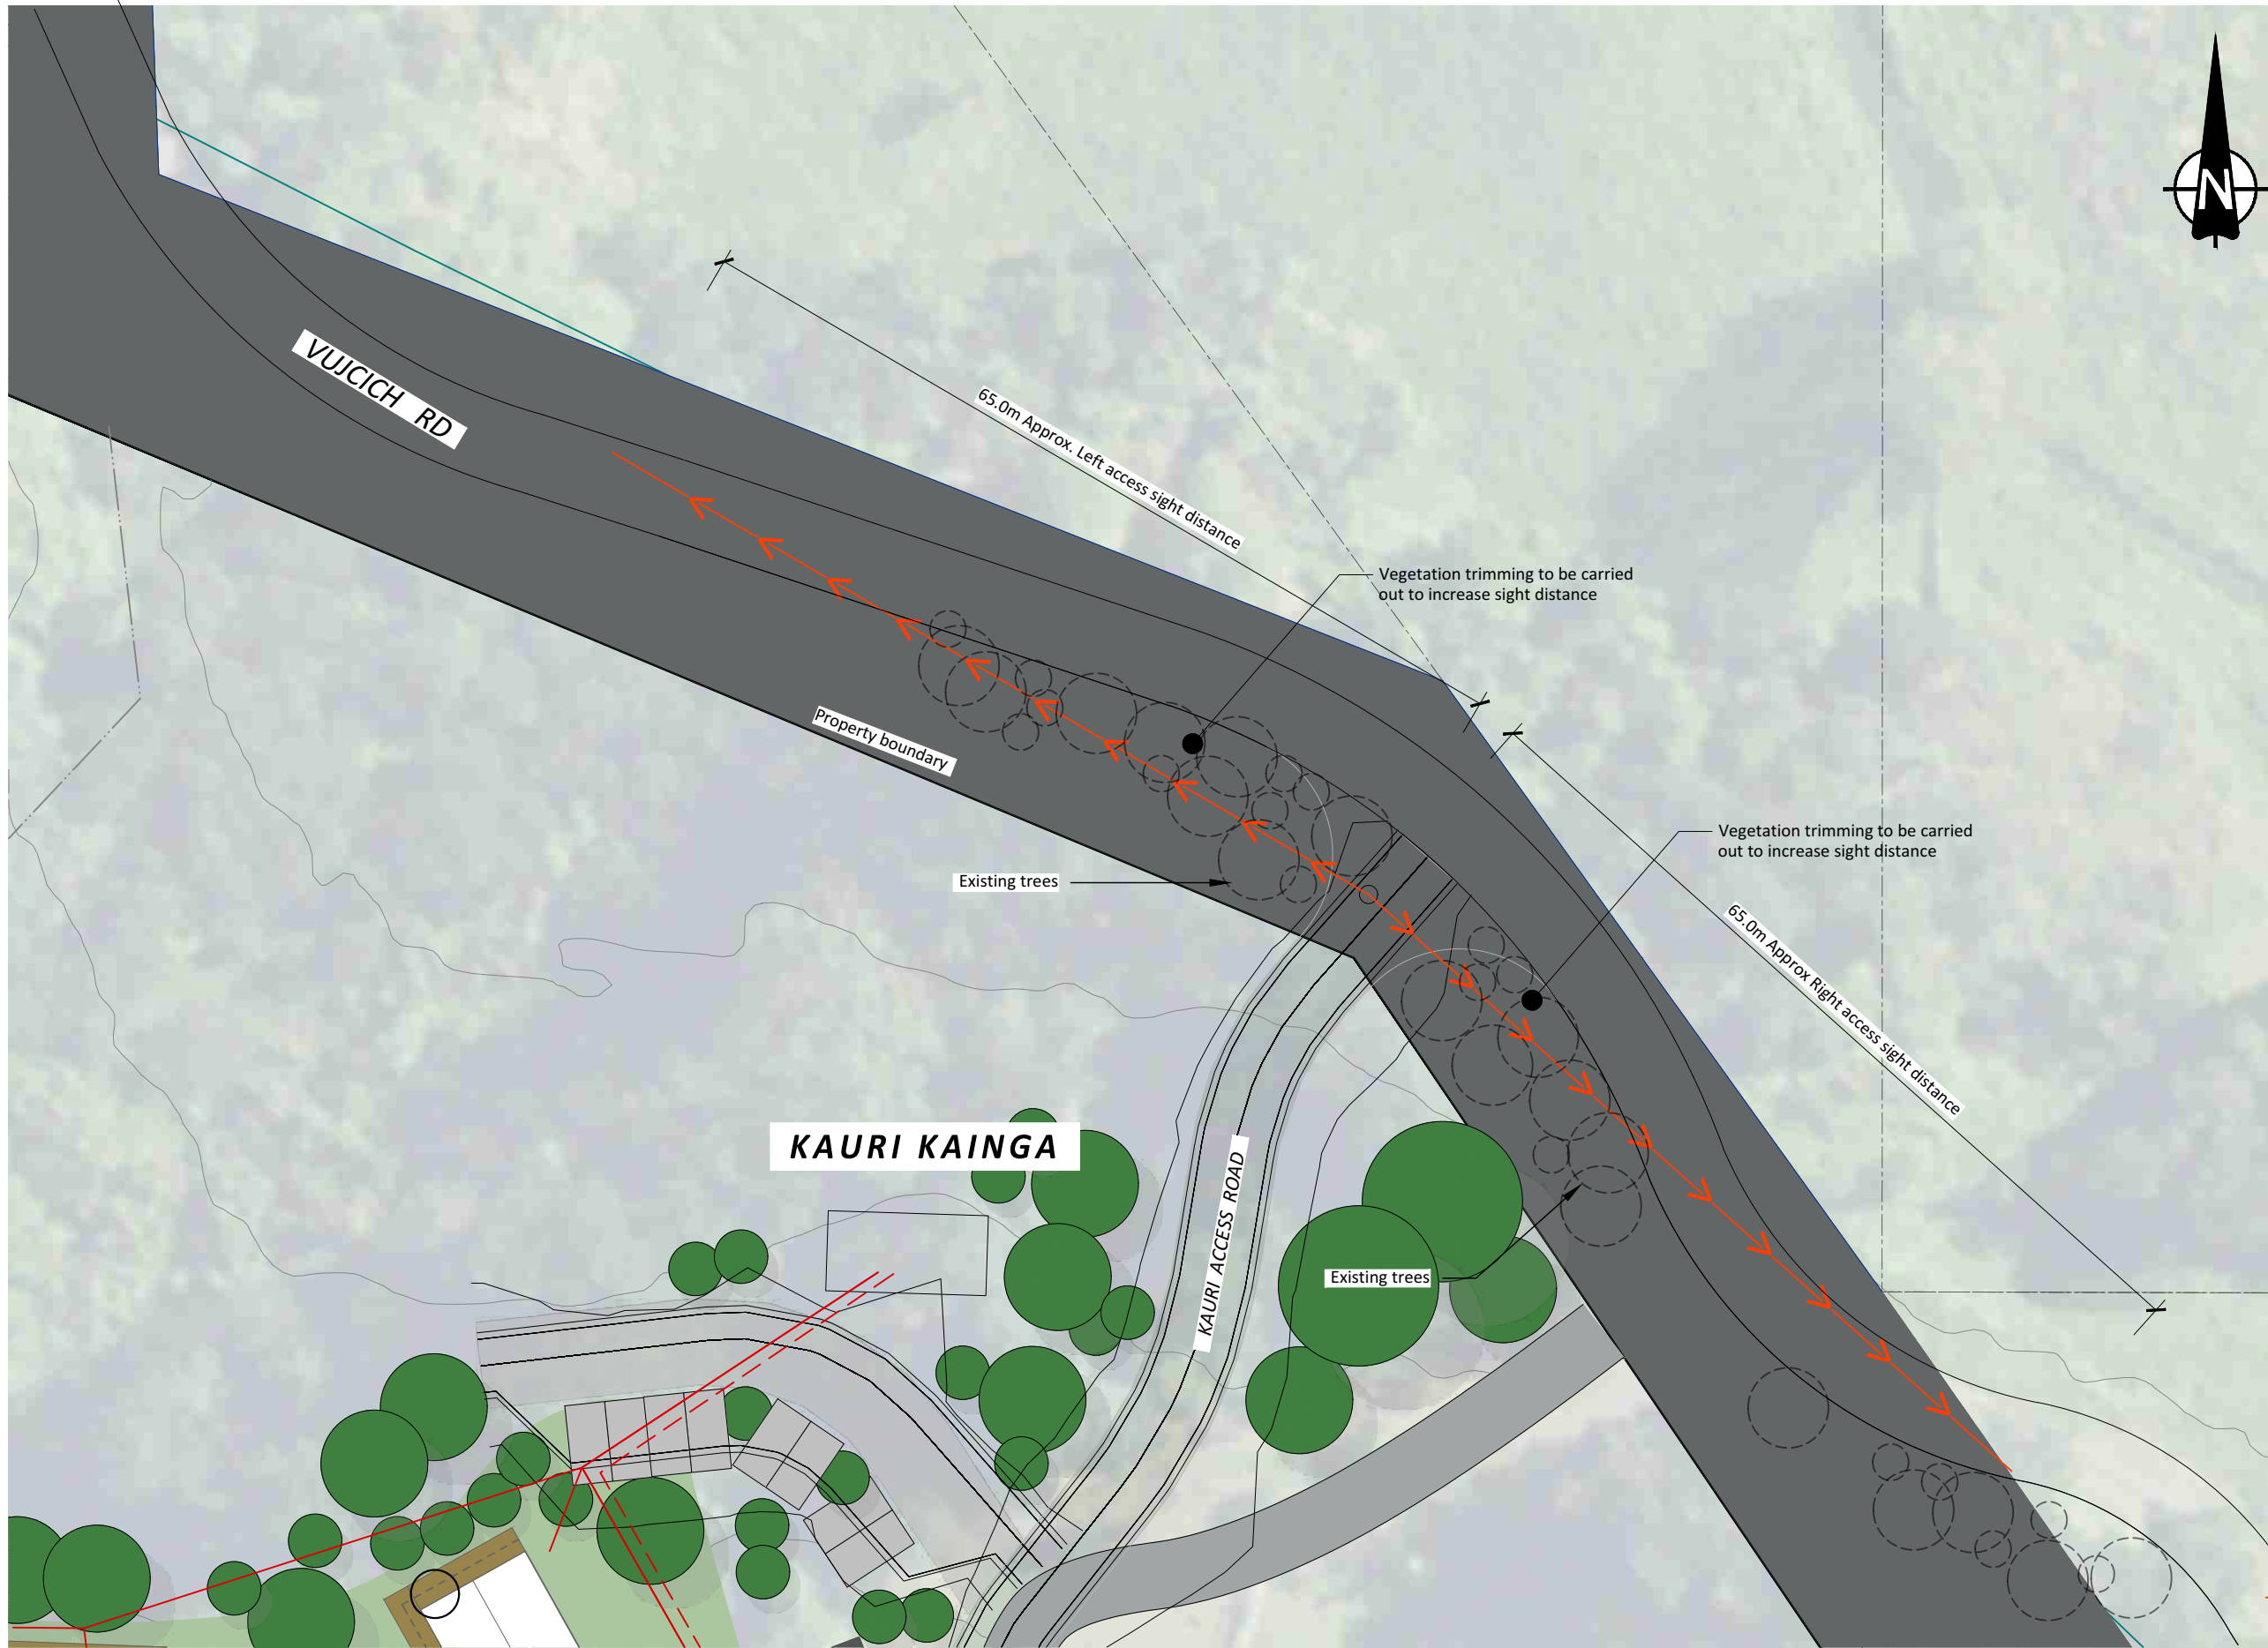 N
VUJCICH RD
65.0m Approx. Left access sight distance
Vegetation trimming to be carried
out to increase sight distance
Property boundary
Vegetation trimming to be carried
out to increase sight distance
Existing trees
65.0m Approx Right access sight distance
KAURI KAINGA
KAURI ACCESS ROAD
Existing trees